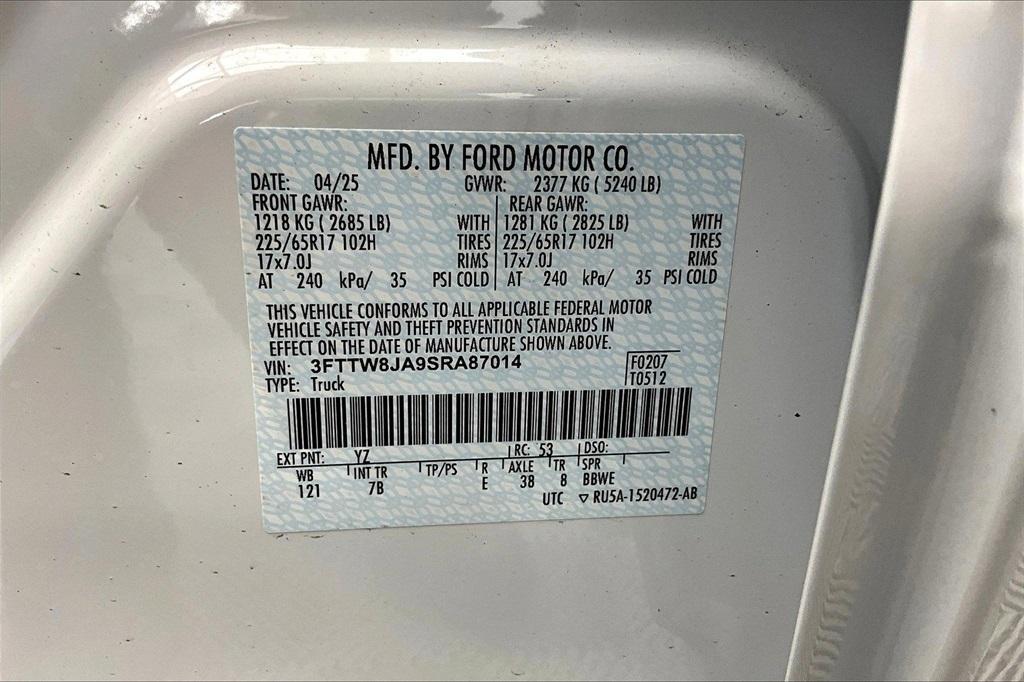 MFD. BY FORD MOTOR CO.
DATE: 04/25 GVWR: 2377 KG ( 5240 LB)
FRONT GAWR: REAR GAWR:
1218 KG ( 2685 LB) WITH 1281 KG ( 2825 LB) WITH
225/65R17 102H TIRES 225/65R17 102H TIRES
17x7.0J RIMS 17x7.0J RIMS
AT 240 kPa/ 35 PSI COLD AT 240 kPa/ 35 PSI COLD
THIS VEHICLE CONFORMS TO ALL APPLICABLE FEDERAL MOTOR
VEHICLE SAFETY AND THEFT PREVENTION STANDARDS IN
EFFECT ON THE DATE OF MANUFACTURE SHOWN ABOVE.
VIN: 3FTTW8JA9SRA87014 F0207
TYPE: Truck T0512
EXT PNT: YZ RC: 53 DSO:
WB INT TR TP/PS R AXLE TR SPR
121 7B E 38 8 BBWE
UTC ▽ RU5A-1520472-AB